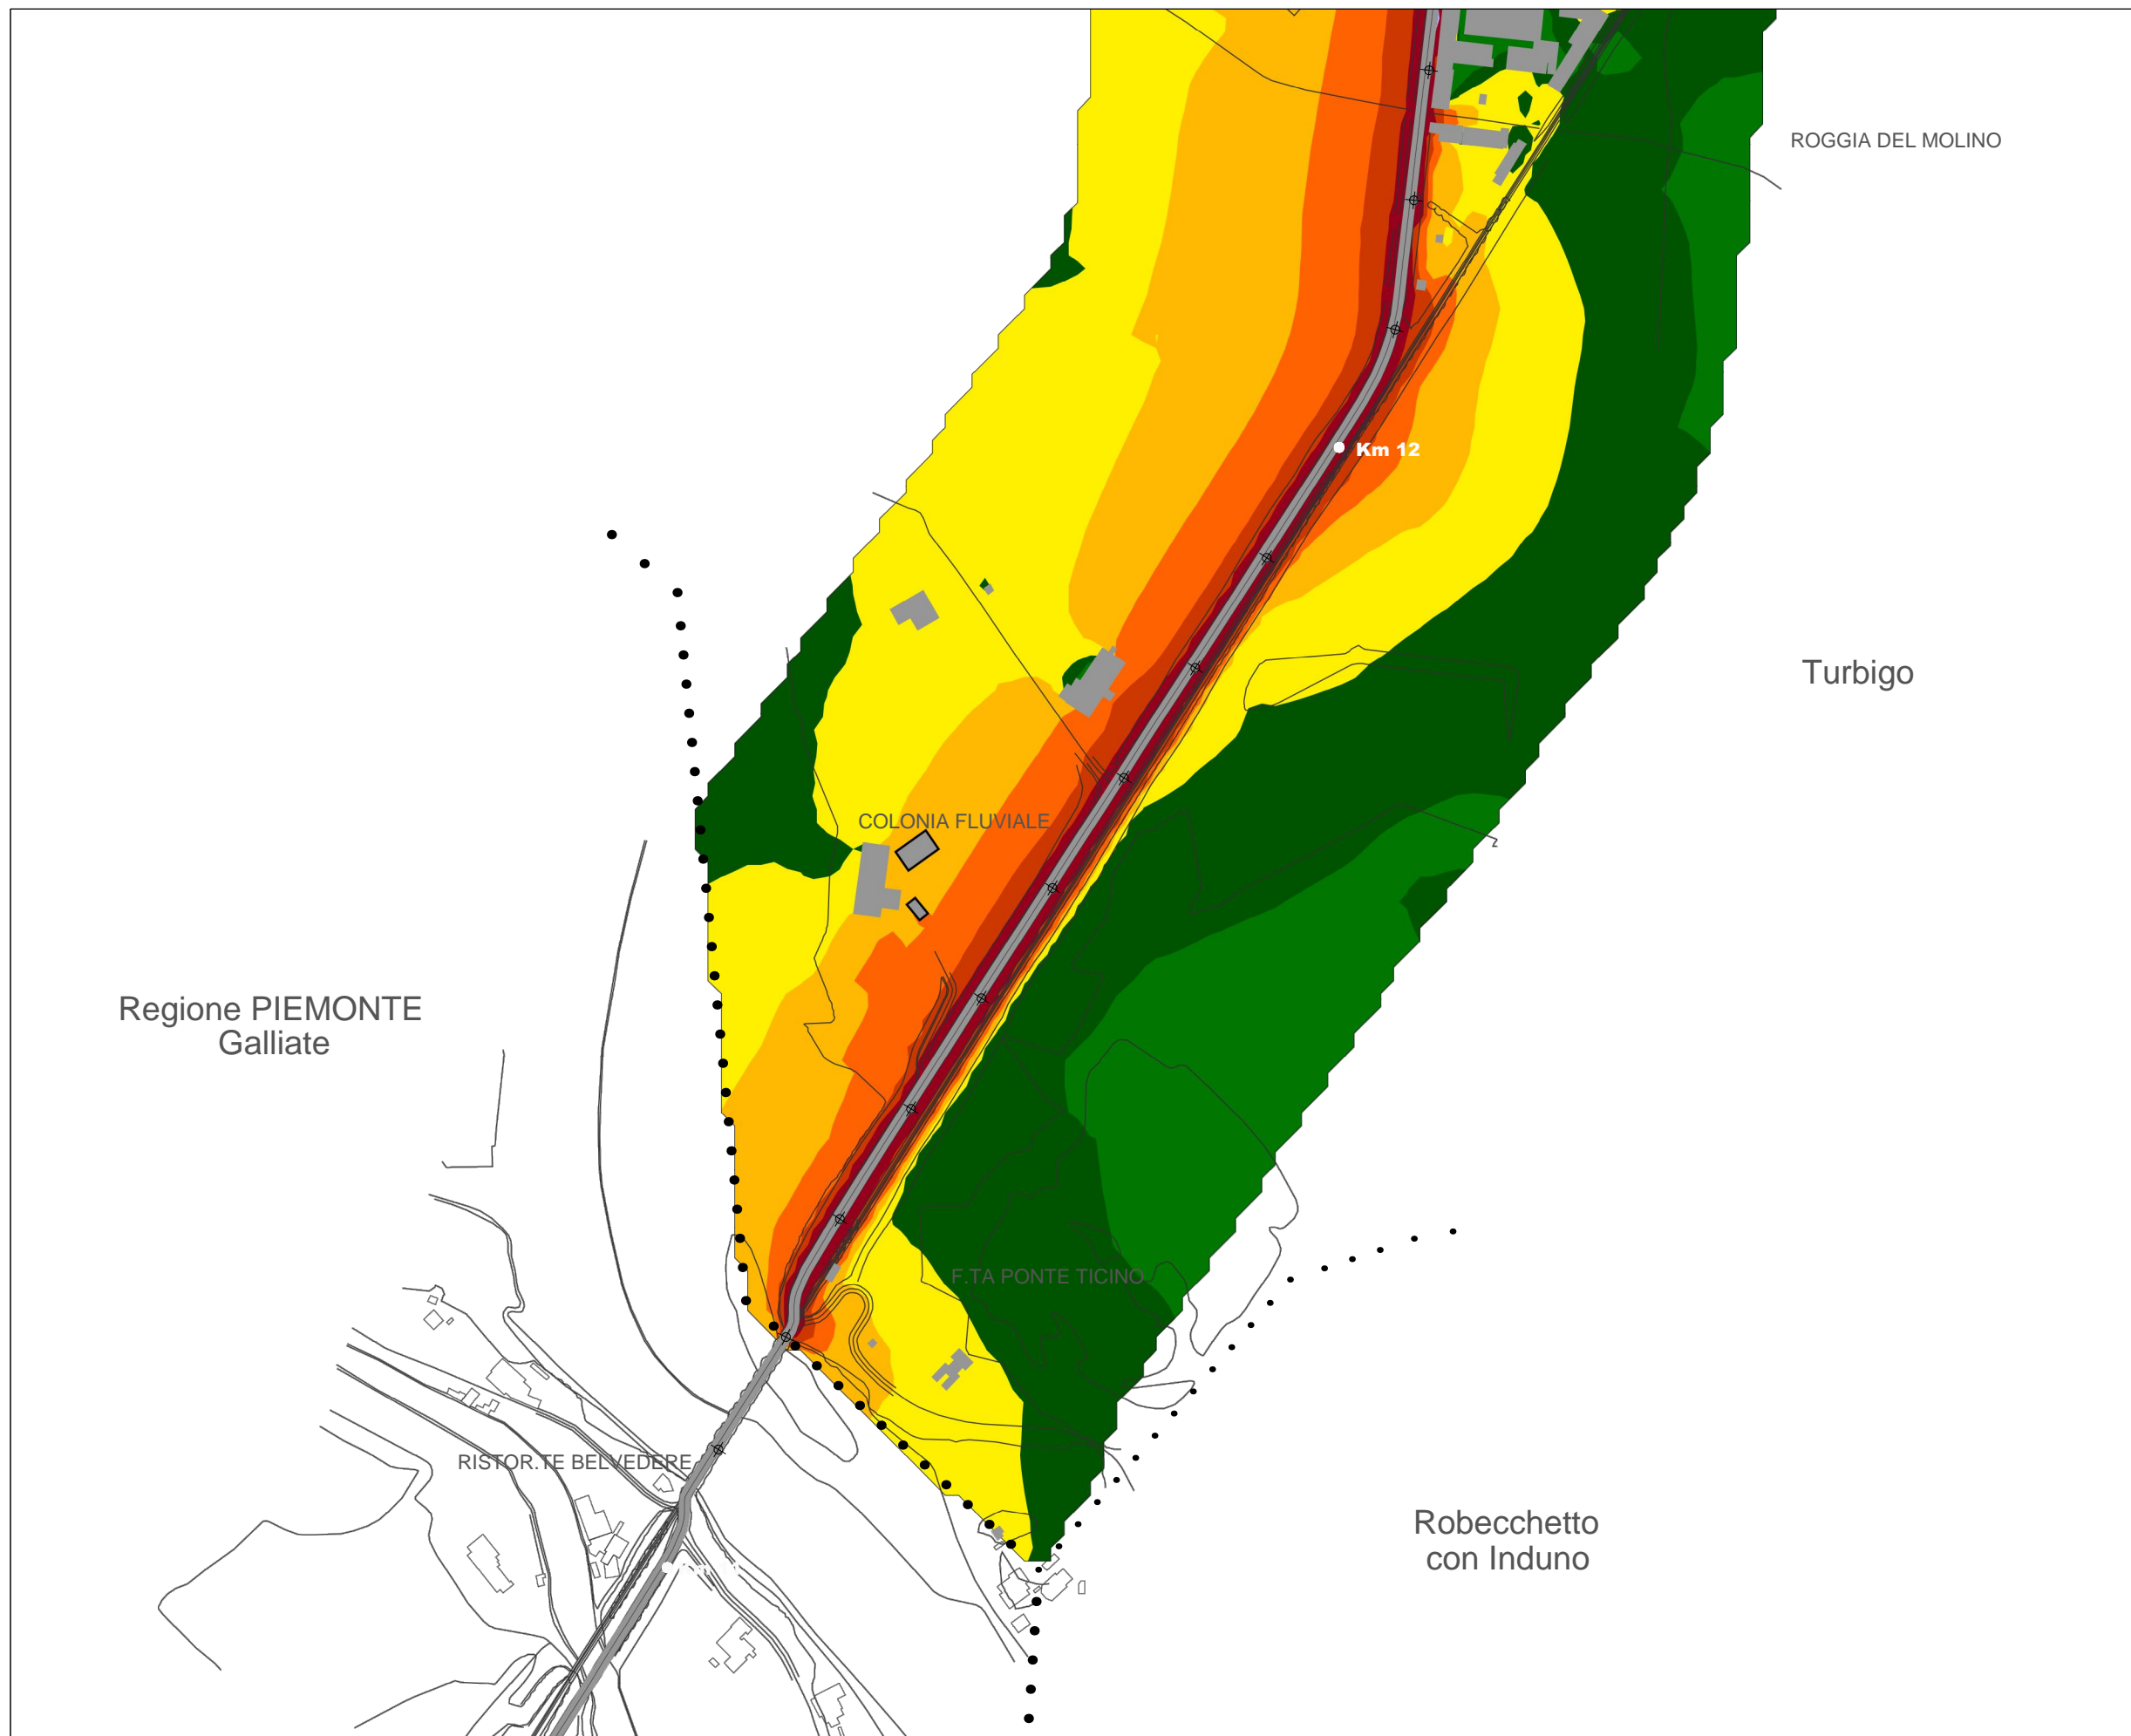 ROGGIA DEL MOLINO
Km 12
Turbigo
COLONIA FLUVIALE
Regione PIEMONTE
Galliate
F.TA PONTE TICINO
RISTOR.TE BELVEDERE
Robecchetto
con Induno